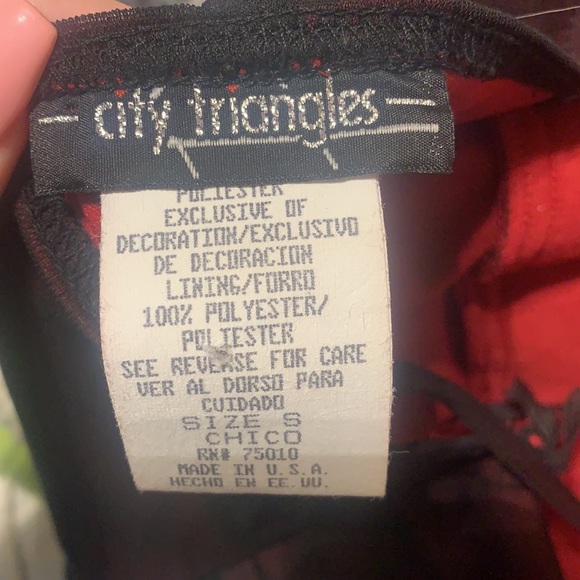 city triangles
POLIESTER
EXCLUSIVE OF
DECORATION/EXCLUSIVO
DE DECORACION
LINING/FORRO
100% POLYESTER/
POLIESTER
SEE REVERSE FOR CARE
VER AL DORSO PARA
CUIDADO
SIZE S
CHICO
RN# 75010
MADE IN U.S.A.
HECHO EN EE.UU.